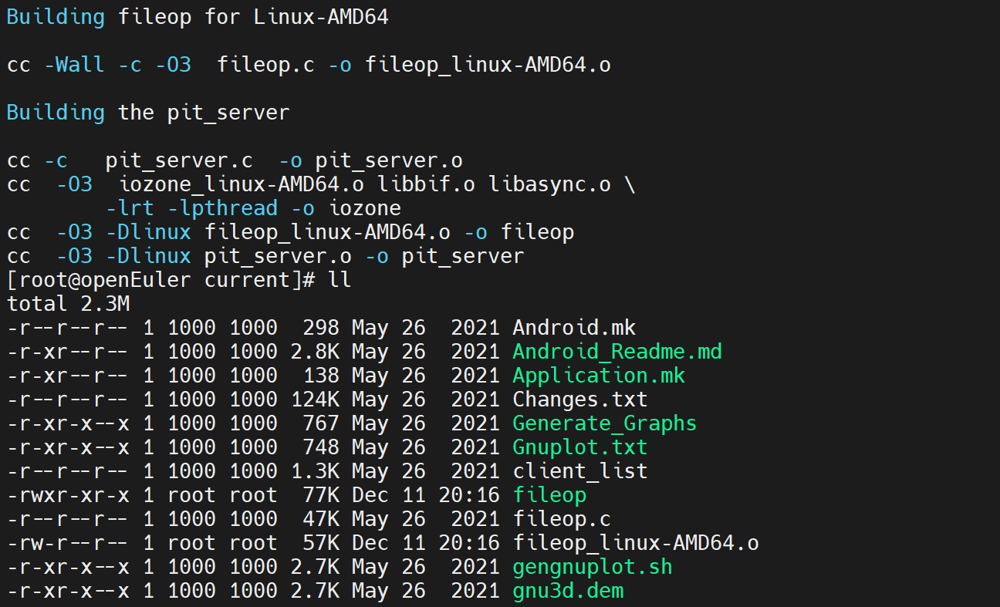 Building fileop for Linux-AMD64
cc -Wall -c -O3  fileop.c -o fileop_linux-AMD64.o
Building the pit_server
cc -c   pit_server.c  -o pit_server.o
cc  -O3  iozone_linux-AMD64.o libbif.o libasync.o \
        -lrt -lpthread -o iozone
cc  -O3 -Dlinux fileop_linux-AMD64.o -o fileop
cc  -O3 -Dlinux pit_server.o -o pit_server
[root@openEuler current]# ll
total 2.3M
-r--r--r-- 1 1000 1000  298 May 26  2021 Android.mk
-r-xr--r-- 1 1000 1000 2.8K May 26  2021 Android_Readme.md
-r-xr--r-- 1 1000 1000  138 May 26  2021 Application.mk
-r--r--r-- 1 1000 1000 124K May 26  2021 Changes.txt
-r-xr-x--x 1 1000 1000  767 May 26  2021 Generate_Graphs
-r-xr-x--x 1 1000 1000  748 May 26  2021 Gnuplot.txt
-r--r--r-- 1 1000 1000 1.3K May 26  2021 client_list
-rwxr-xr-x 1 root root  77K Dec 11 20:16 fileop
-r--r--r-- 1 1000 1000  47K May 26  2021 fileop.c
-rw-r--r-- 1 root root  57K Dec 11 20:16 fileop_linux-AMD64.o
-r-xr-x--x 1 1000 1000 2.7K May 26  2021 gengnuplot.sh
-r-xr-x--x 1 1000 1000 2.7K May 26  2021 gnu3d.dem